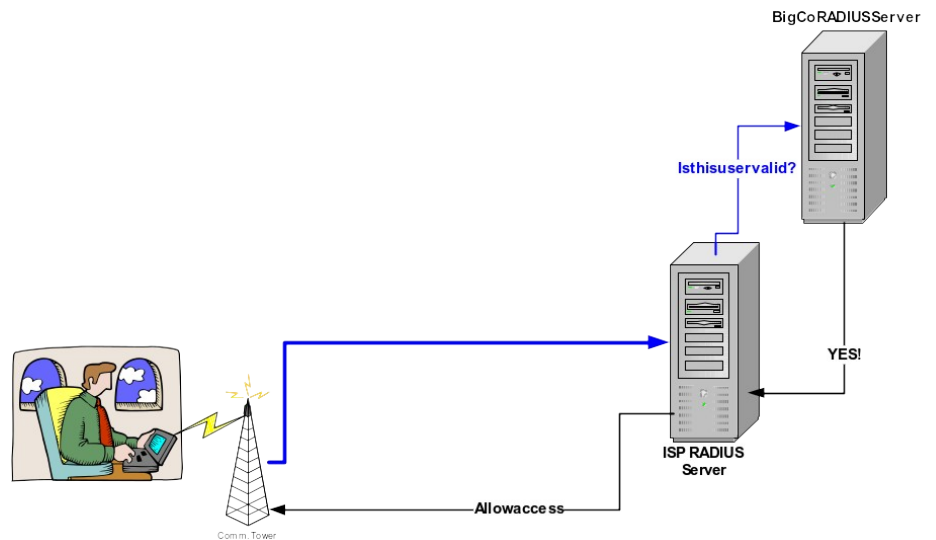 BigCoRADIUSServer
Isthisuservalid?
YES!
ISP RADIUS
Server
Allowaccess
Comm. Tower